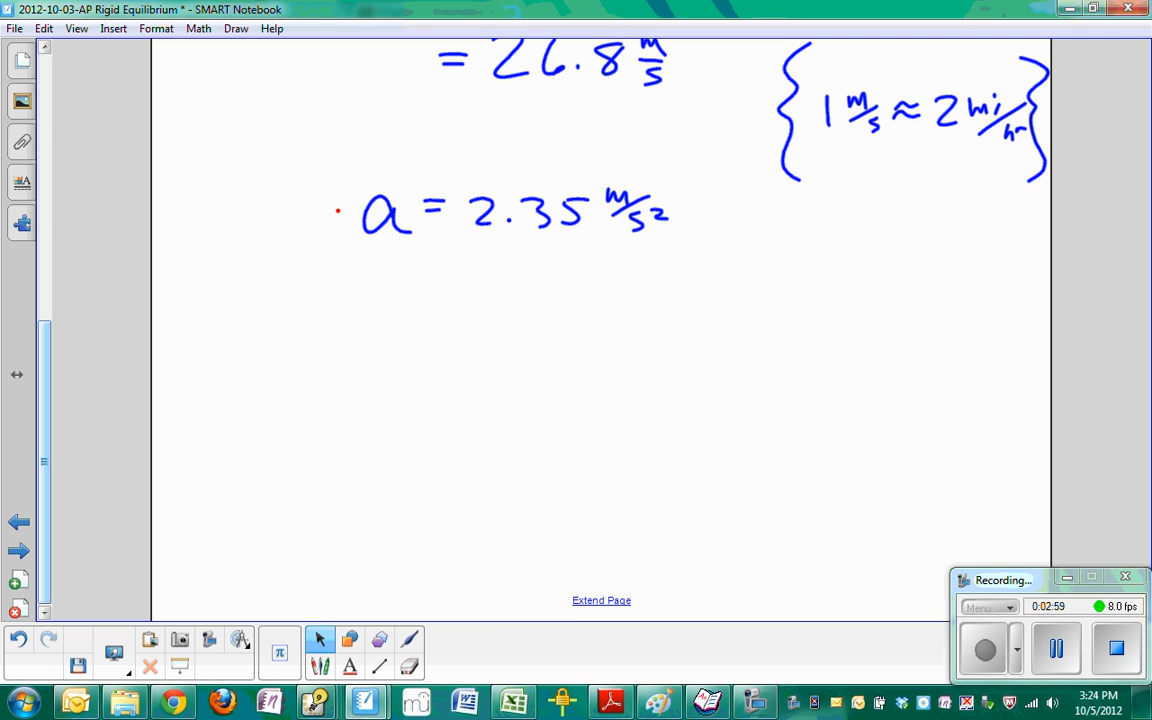 2012-10-03-AP Rigid Equilibrium * - SMART Notebook
File Edit View Insert Format Math Draw Help
= 26.8 m/s
{ 1 m/s ≈ 2 mi/hr }
a = 2.35 m/s²
Extend Page
Recording...
Menu 0:02:59 8.0 fps
π
A
3:24 PM
10/5/2012